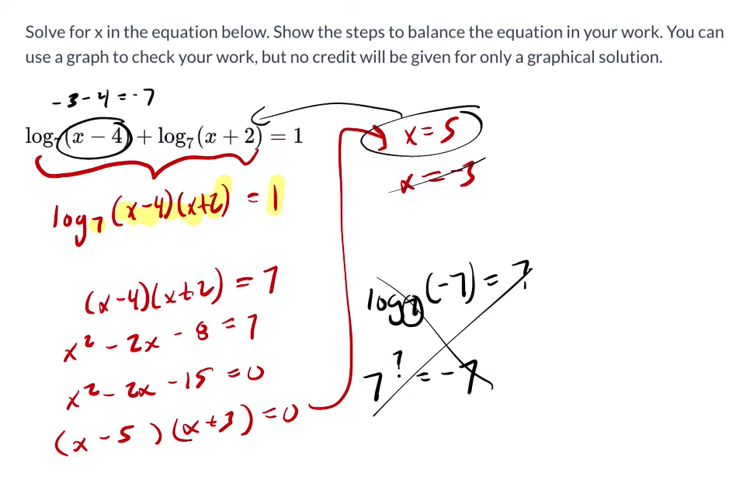 Solve for x in the equation below. Show the steps to balance the equation in your work. You can
use a graph to check your work, but no credit will be given for only a graphical solution.
-3-4=-7
log₇(x − 4) + log₇(x + 2) = 1
x=5
x=-3
log₇(x-4)(x+2) = 1
(x-4)(x+2) = 7
x²-2x-8=7
x²-2x-15=0
(x-5)(x+3)=0
log₇(-7)=?
7^?=-7